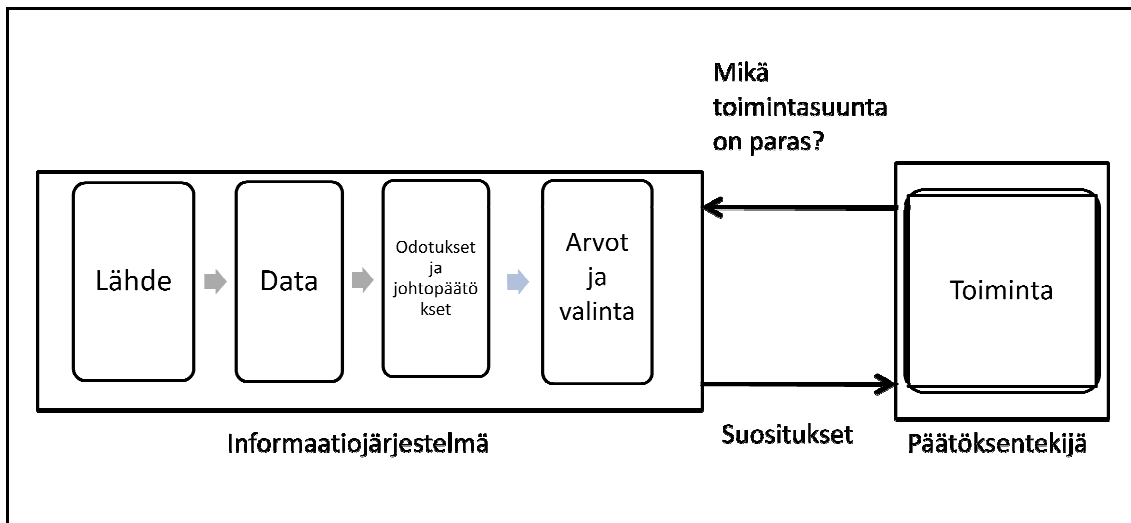 Mikä
toimintasuunta
on paras?
Lähde
Data
Odotukset
ja
johtopäätö
kset
Arvot
ja
valinta
Toiminta
Informaatiojärjestelmä
Suositukset
Päätöksentekijä